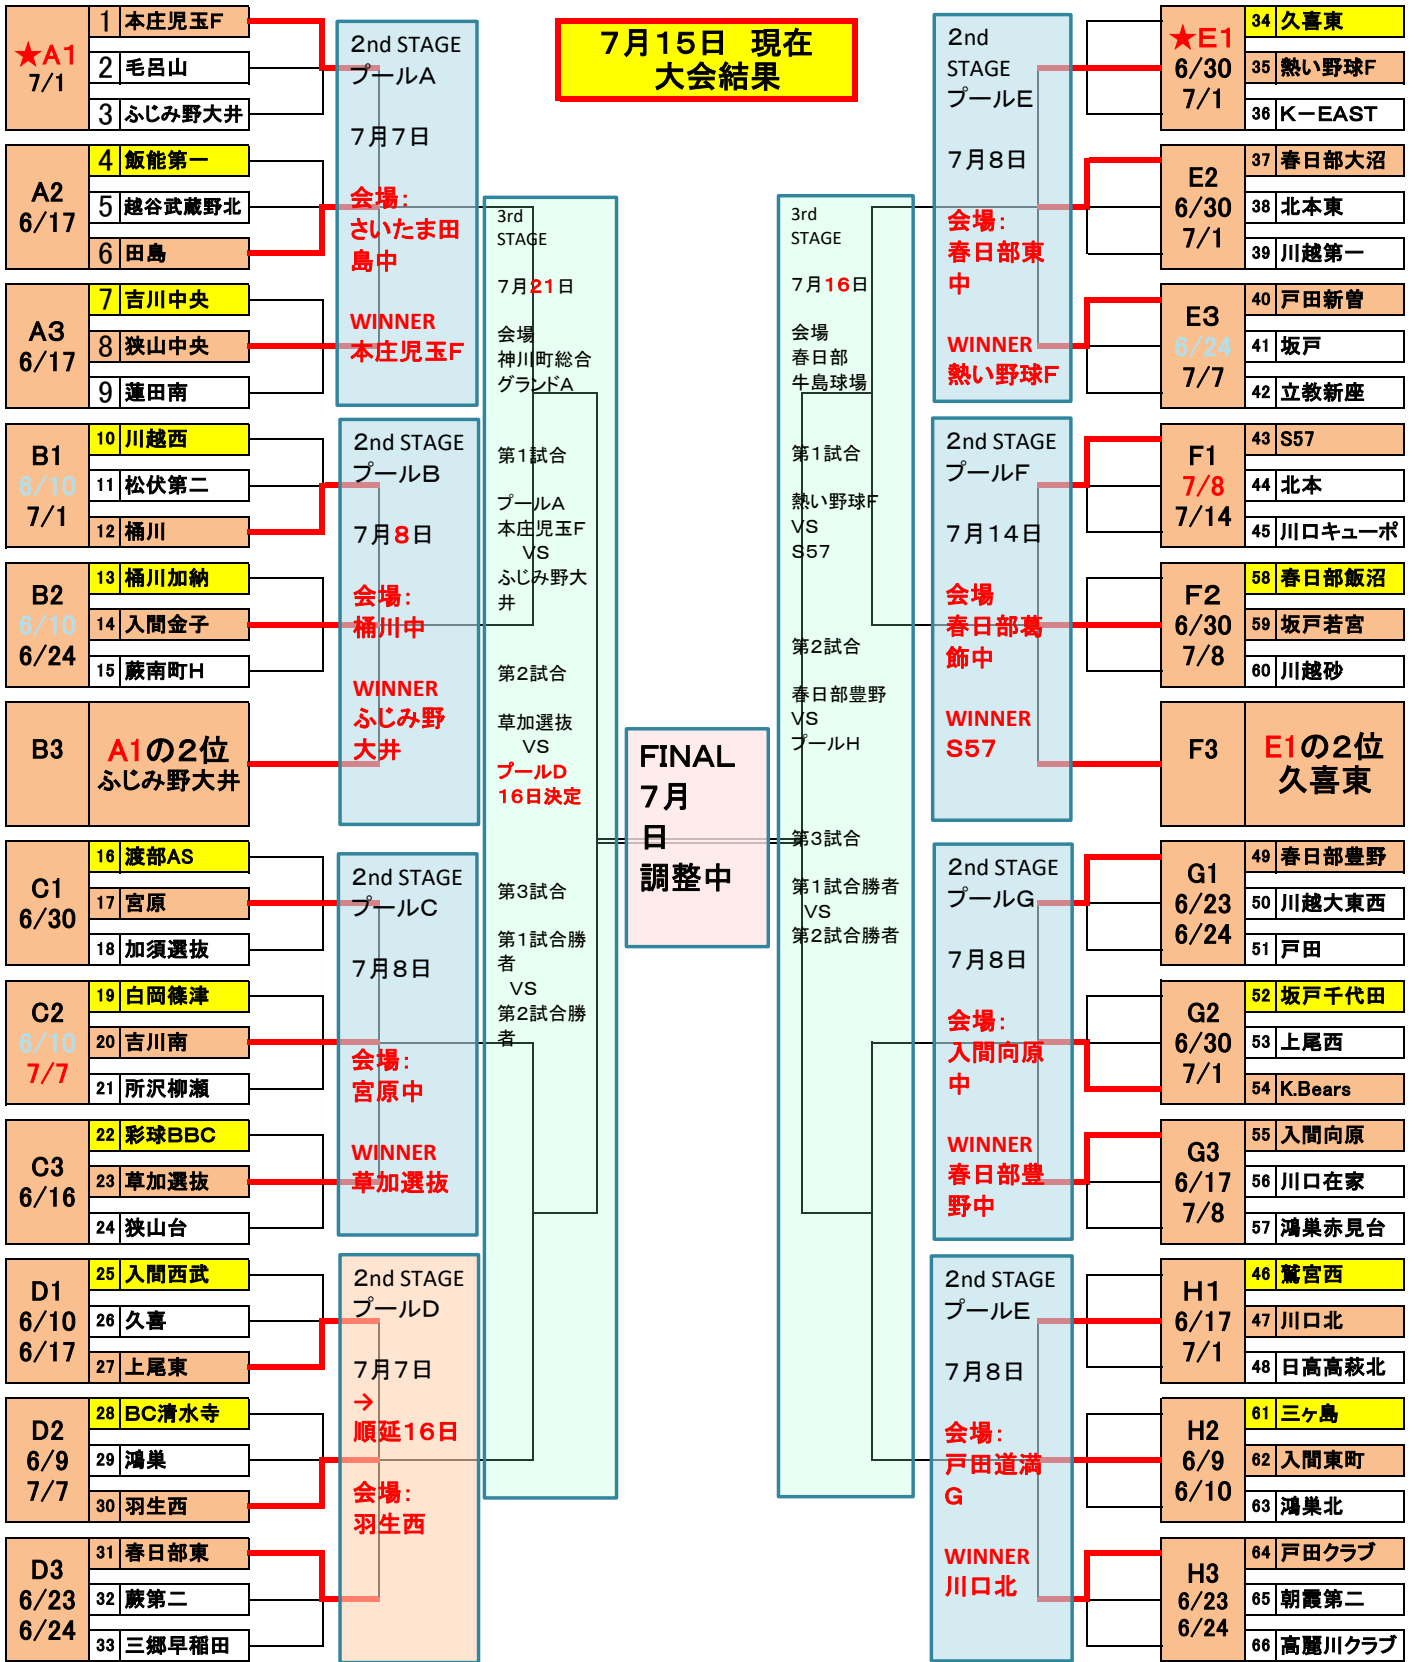 7月15日　現在
大会結果
★A1
7/1
1 本庄児玉F
2 毛呂山
3 ふじみ野大井
A2
6/17
4 飯能第一
5 越谷武蔵野北
6 田島
A3
6/17
7 吉川中央
8 狭山中央
9 蓮田南
B1
6/10
7/1
10 川越西
11 松伏第二
12 桶川
B2
6/10
6/24
13 桶川加納
14 入間金子
15 蕨南町H
B3
A1の2位
ふじみ野大井
C1
6/30
16 渡部AS
17 宮原
18 加須選抜
C2
6/10
7/7
19 白岡篠津
20 吉川南
21 所沢柳瀬
C3
6/16
22 彩球BBC
23 草加選抜
24 狭山台
D1
6/10
6/17
25 入間西武
26 久喜
27 上尾東
D2
6/9
7/7
28 BC清水寺
29 鴻巣
30 羽生西
D3
6/23
6/24
31 春日部東
32 蕨第二
33 三郷早稲田
2nd STAGE
プールA
7月7日
会場：
さいたま田
島中
WINNER
本庄児玉F
2nd STAGE
プールB
7月8日
会場：
桶川中
WINNER
ふじみ野
大井
2nd STAGE
プールC
7月8日
会場：
宮原中
WINNER
草加選抜
2nd STAGE
プールD
7月7日
→
順延16日
会場：
羽生西
3rd
STAGE
7月21日
会場
神川町総合
グランドA
第1試合
プールA
本庄児玉F
VS
ふじみ野大
井
第2試合
草加選抜
VS
プールD
16日決定
第3試合
第1試合勝
者
VS
第2試合勝
者
FINAL
7月
日
調整中
3rd
STAGE
7月16日
会場
春日部
牛島球場
第1試合
熱い野球F
VS
S57
第2試合
春日部豊野
VS
プールH
第3試合
第1試合勝者
VS
第2試合勝者
2nd
STAGE
プールE
7月8日
会場：
春日部東
中
WINNER
熱い野球F
2nd STAGE
プールF
7月14日
会場
春日部葛
飾中
WINNER
S57
2nd STAGE
プールG
7月8日
会場：
入間向原
中
WINNER
春日部豊
野中
2nd STAGE
プールE
7月8日
会場：
戸田道満
G
WINNER
川口北
★E1
6/30
7/1
34 久喜東
35 熱い野球F
36 K－EAST
E2
6/30
7/1
37 春日部大沼
38 北本東
39 川越第一
E3
6/24
7/7
40 戸田新曽
41 坂戸
42 立教新座
F1
7/8
7/14
43 S57
44 北本
45 川口キューポ
F2
6/30
7/8
58 春日部飯沼
59 坂戸若宮
60 川越砂
F3
E1の2位
久喜東
G1
6/23
6/24
49 春日部豊野
50 川越大東西
51 戸田
G2
6/30
7/1
52 坂戸千代田
53 上尾西
54 K.Bears
G3
6/17
7/8
55 入間向原
56 川口在家
57 鴻巣赤見台
H1
6/17
7/1
46 鷲宮西
47 川口北
48 日高高萩北
H2
6/9
6/10
61 三ヶ島
62 入間東町
63 鴻巣北
H3
6/23
6/24
64 戸田クラブ
65 朝霞第二
66 高麗川クラブ